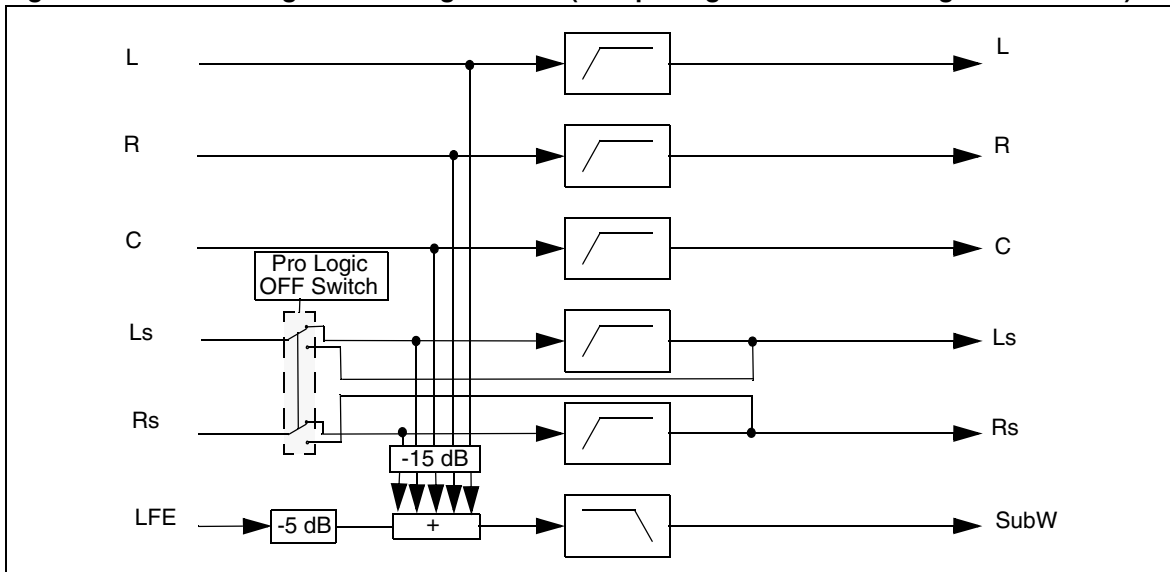 L
L
R
R
C
C
Pro Logic
OFF Switch
Ls
Ls
Rs
Rs
-15 dB
LFE
-5 dB
+
SubW